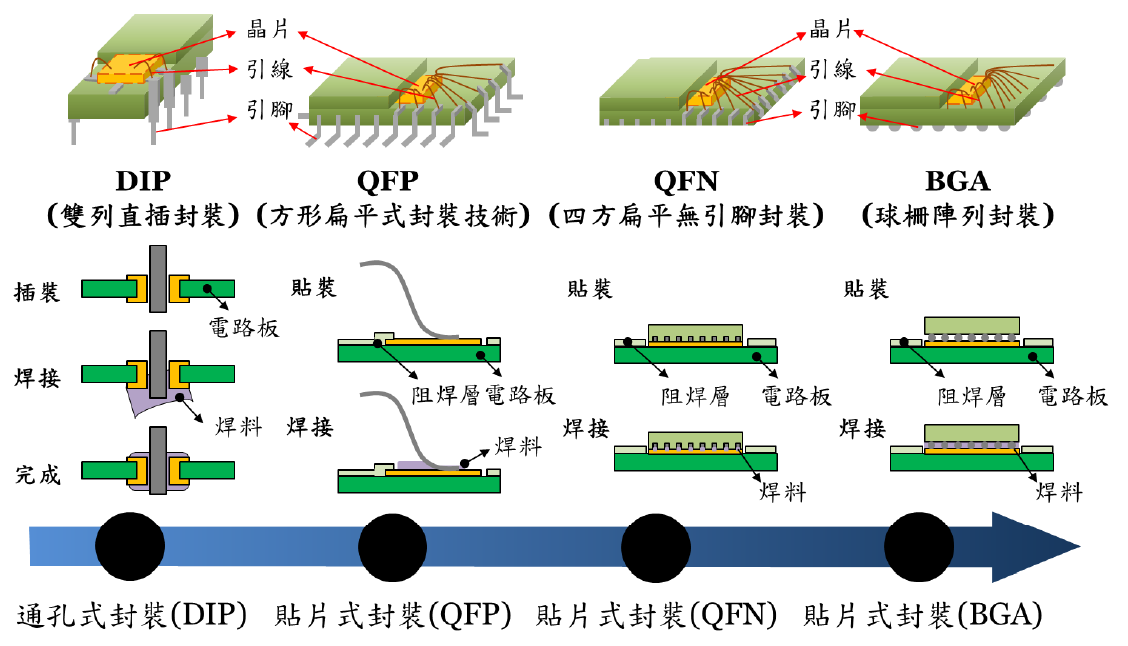 晶片
引線
引腳
晶片
引線
引腳
DIP
(雙列直插封裝)
QFP
(方形扁平式封裝技術)
QFN
(四方扁平無引腳封裝)
BGA
(球柵陣列封裝)
插裝
電路板
焊接
焊料
完成
貼裝
阻焊層電路板
焊接
焊料
貼裝
阻焊層 電路板
焊接
焊料
貼裝
阻焊層 電路板
焊接
焊料
通孔式封裝(DIP)
貼片式封裝(QFP)
貼片式封裝(QFN)
貼片式封裝(BGA)